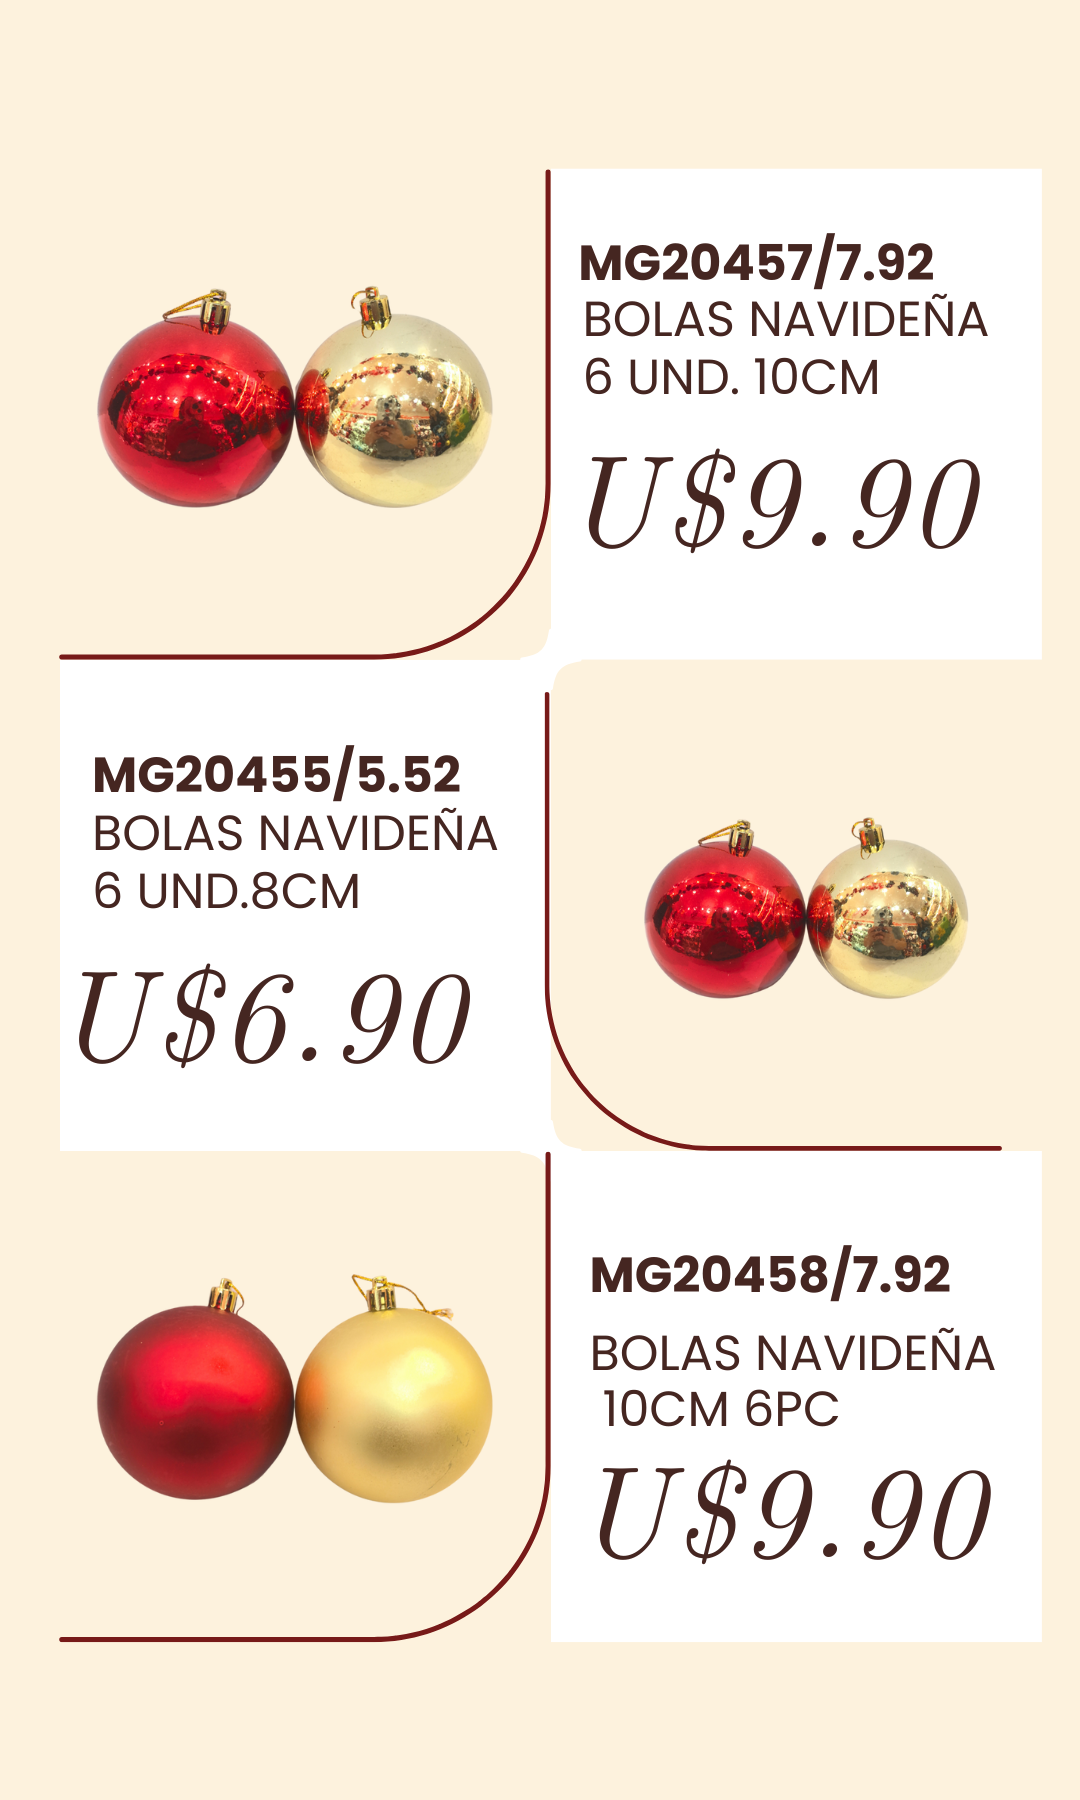 MG20457/7.92
BOLAS NAVIDEÑA
6 UND. 10CM
U$9.90
MG20455/5.52
BOLAS NAVIDEÑA
6 UND.8CM
U$6.90
MG20458/7.92
BOLAS NAVIDEÑA
10CM 6PC
U$9.90